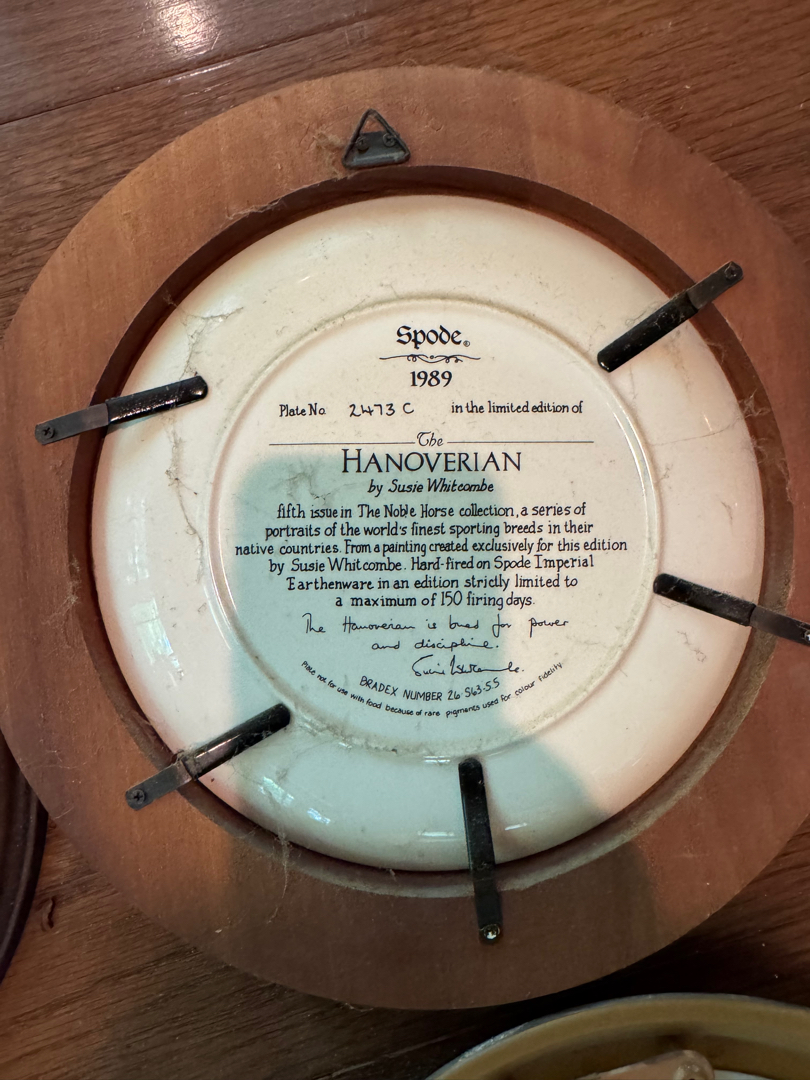 Spode®
1989
Plate No. 2473 C in the limited edition of
The
HANOVERIAN
by Susie Whitcombe
fifth issue in The Noble Horse collection, a series of
portraits of the world's finest sporting breeds in their
native countries. From a painting created exclusively for this edition
by Susie Whitcombe. Hard-fired on Spode Imperial
Earthenware in an edition strictly limited to
a maximum of 150 firing days.
The Hanoverian is bred for power
and discipline.
Susie Whitcombe.
BRADEX NUMBER 26 S63-5.5
Plate not for use with food because of rare pigments used for colour fidelity.